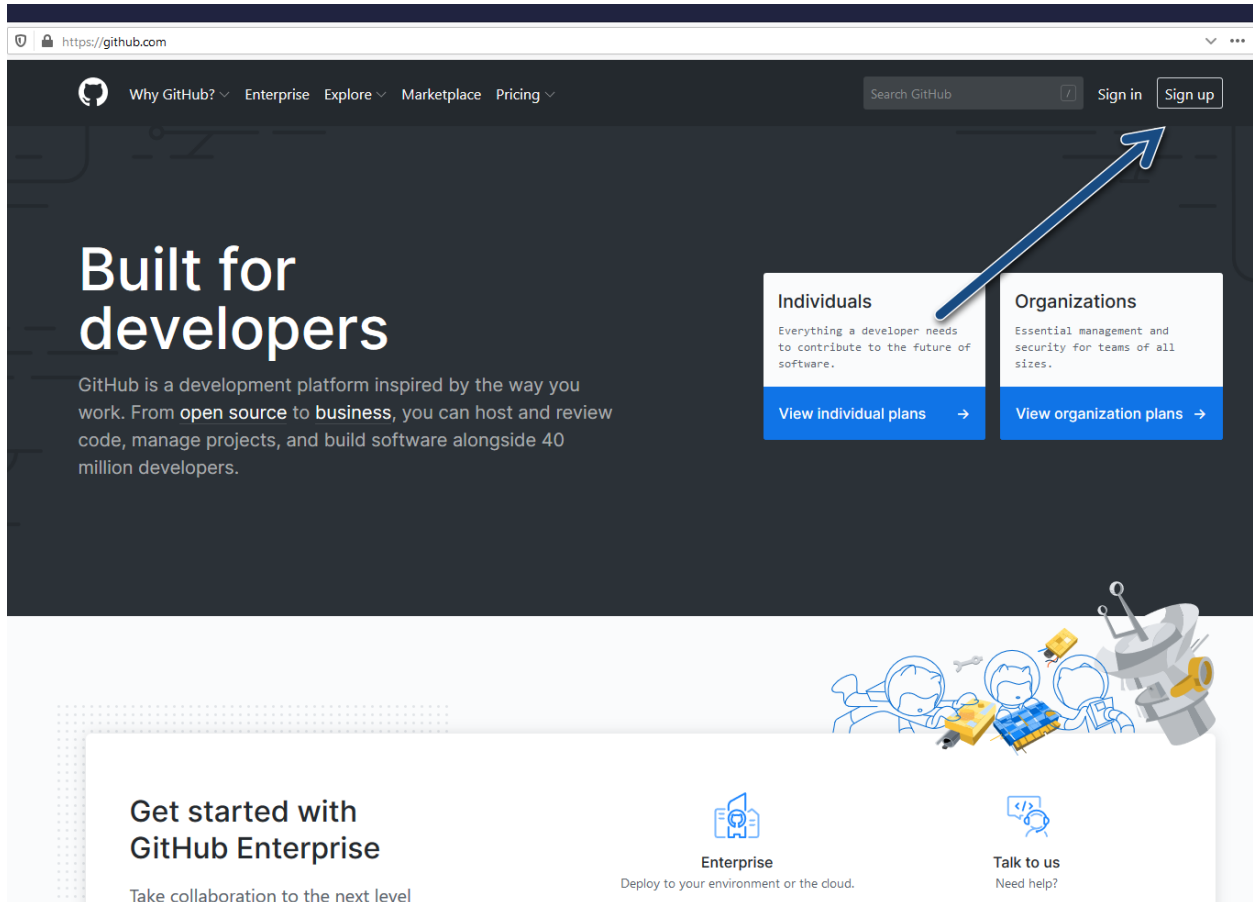 https://github.com
Why GitHub? Enterprise Explore Marketplace Pricing Search GitHub / Sign in Sign up
Built for
developers
GitHub is a development platform inspired by the way you
work. From open source to business, you can host and review
code, manage projects, and build software alongside 40
million developers.
Individuals
Everything a developer needs
to contribute to the future of
software.
View individual plans →
Organizations
Essential management and
security for teams of all
sizes.
View organization plans →
Get started with
GitHub Enterprise
Take collaboration to the next level
Enterprise
Deploy to your environment or the cloud.
Talk to us
Need help?